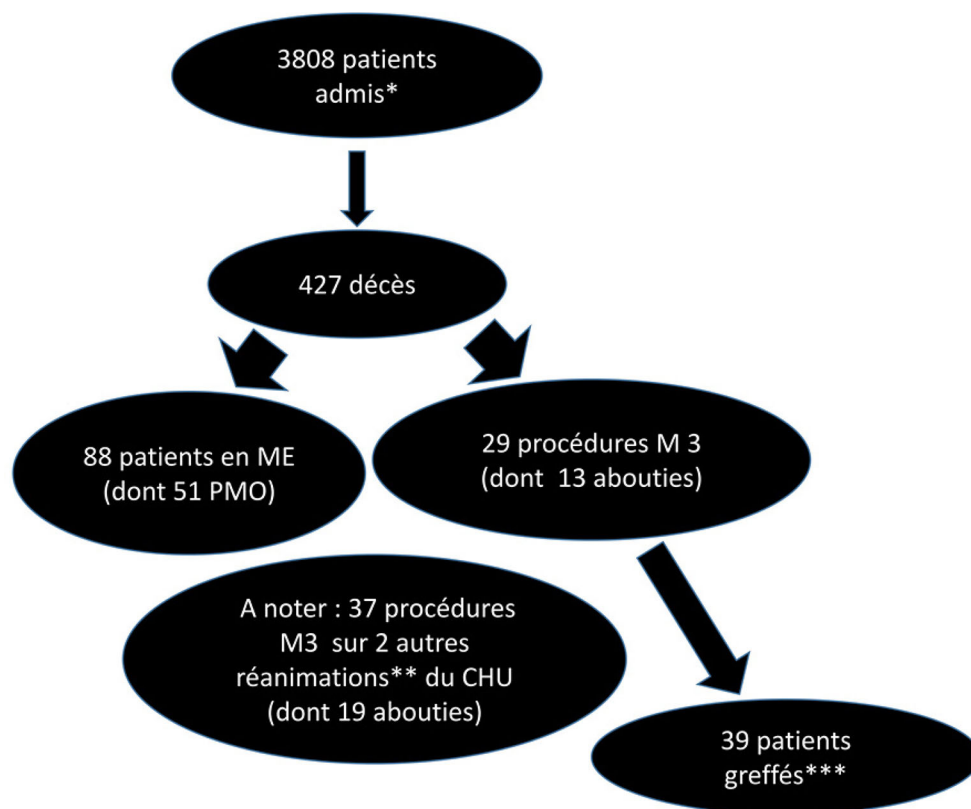 3808 patients
admis*
427 décès
88 patients en ME
(dont 51 PMO)
29 procédures M 3
(dont 13 abouties)
A noter : 37 procédures
M3 sur 2 autres
réanimations** du CHU
(dont 19 abouties)
39 patients
greffés***